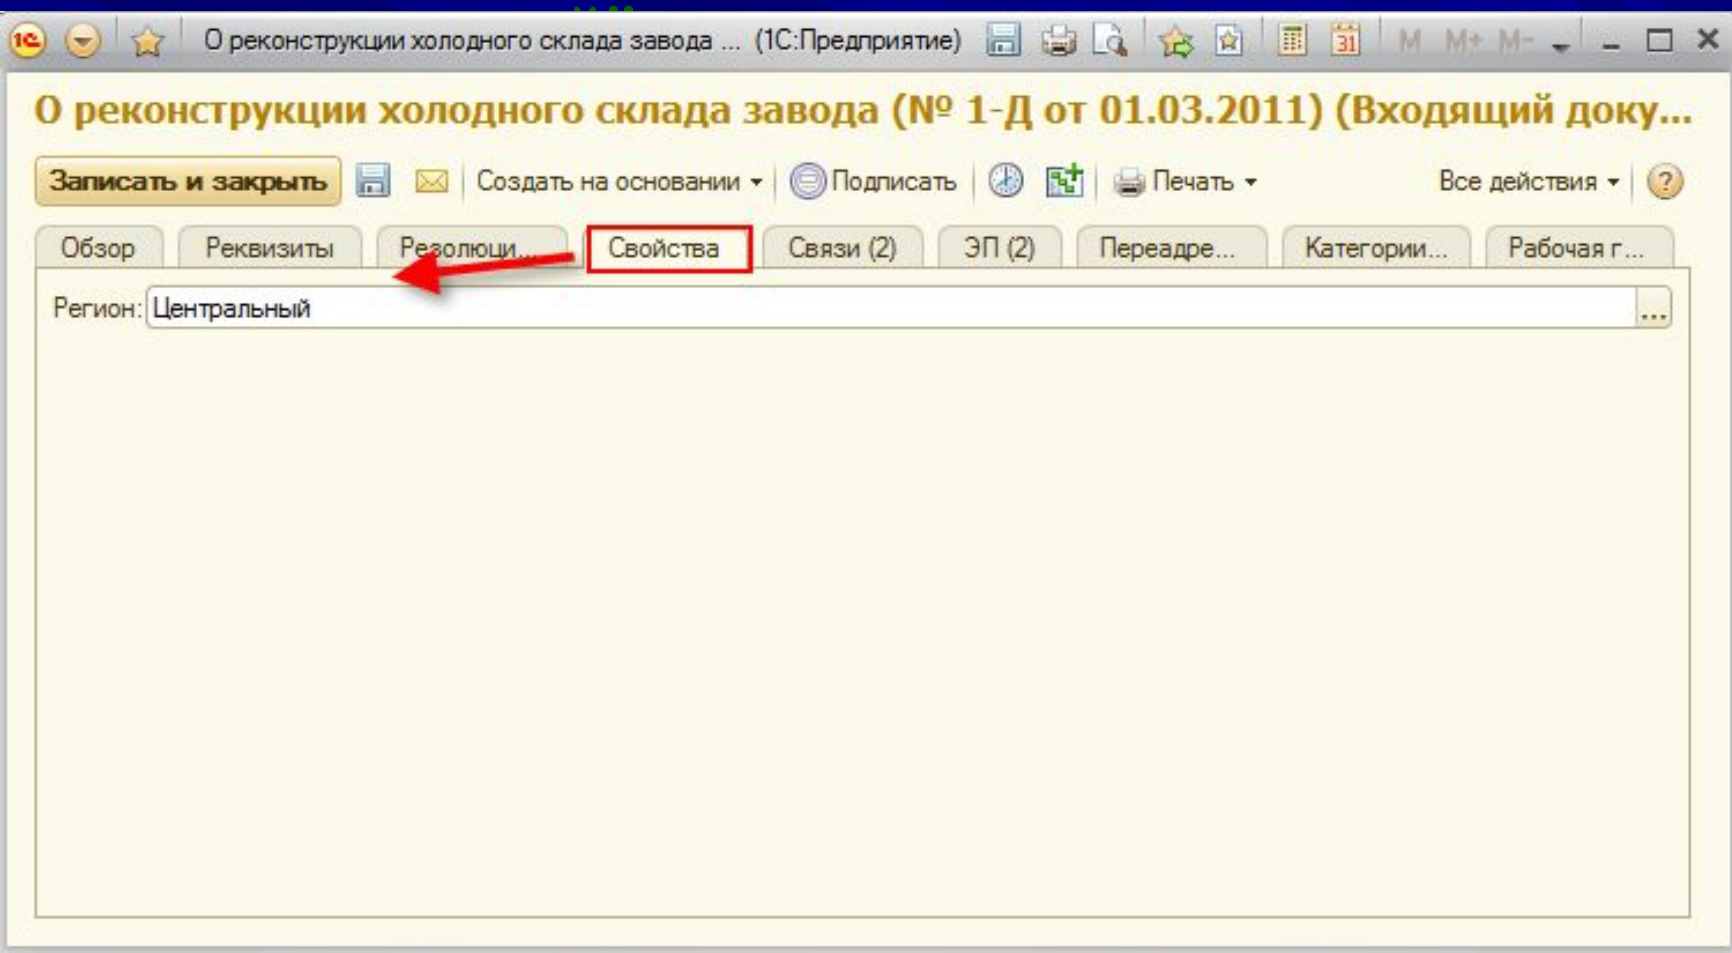 1С О реконструкции холодного склада завода ... (1С:Предприятие) 31 M M+ M-
О реконструкции холодного склада завода (№ 1-Д от 01.03.2011) (Входящий доку...
Записать и закрыть Создать на основании Подписать Печать Все действия ?
Обзор Реквизиты Резолюци... Свойства Связи (2) ЭП (2) Переадре... Категории... Рабочая г...
Регион: Центральный ...